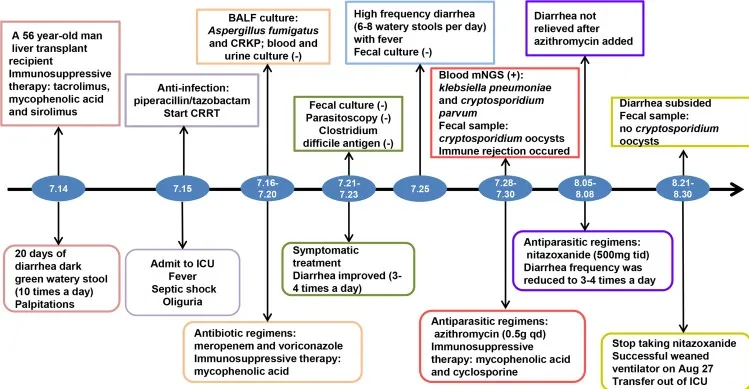 A 56 year-old man
liver transplant
recipient
Immunosuppressive
therapy: tacrolimus,
mycophenolic acid
and sirolimus
Anti-infection:
piperacillin/tazobactam
Start CRRT
BALF culture:
Aspergillus fumigatus
and CRKP; blood and
urine culture (-)
Fecal culture (-)
Parasitoscopy (-)
Clostridium
difficile antigen (-)
High frequency diarrhea
(6-8 watery stools per day)
with fever
Fecal culture (-)
Blood mNGS (+):
klebsiella pneumoniae
and cryptosporidium
parvum
Fecal sample:
cryptosporidium oocysts
Immune rejection occured
Diarrhea not
relieved after
azithromycin added
Diarrhea subsided
Fecal sample:
no cryptosporidium
oocysts
7.14
7.15
7.16-
7.20
7.21-
7.23
7.25
7.28-
7.30
8.05-
8.08
8.21-
8.30
20 days of
diarrhea dark
green watery stool
(10 times a day)
Palpitations
Admit to ICU
Fever
Septic shock
Oliguria
Antibiotic regimens:
meropenem and voriconazole
Immunosuppressive therapy:
mycophenolic acid
Symptomatic
treatment
Diarrhea improved (3-
4 times a day)
Antiparasitic regimens:
azithromycin (0.5g qd)
Immunosuppressive
therapy: mycophenolic acid
and cyclosporine
Antiparasitic regimens:
nitazoxanide (500mg tid)
Diarrhea frequency was
reduced to 3-4 times a day
Stop taking nitazoxanide
Successful weaned
ventilator on Aug 27
Transfer out of ICU